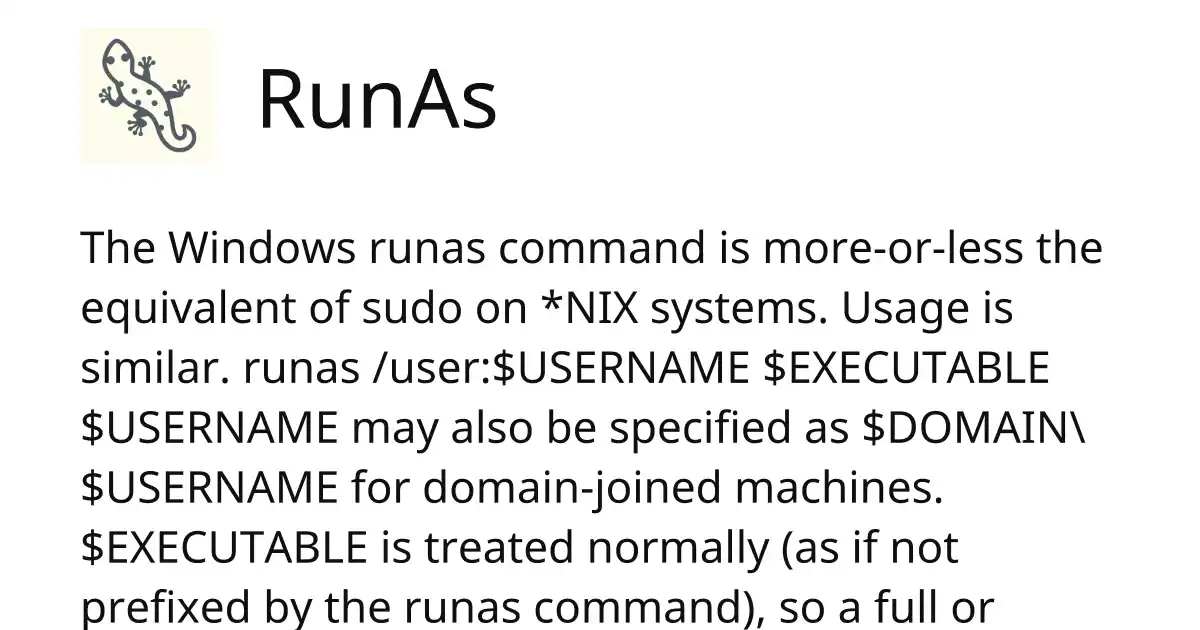 RunAs
The Windows runas command is more-or-less the
equivalent of sudo on *NIX systems. Usage is
similar. runas /user:$USERNAME $EXECUTABLE
$USERNAME may also be specified as $DOMAIN\
$USERNAME for domain-joined machines.
$EXECUTABLE is treated normally (as if not
prefixed by the runas command), so a full or